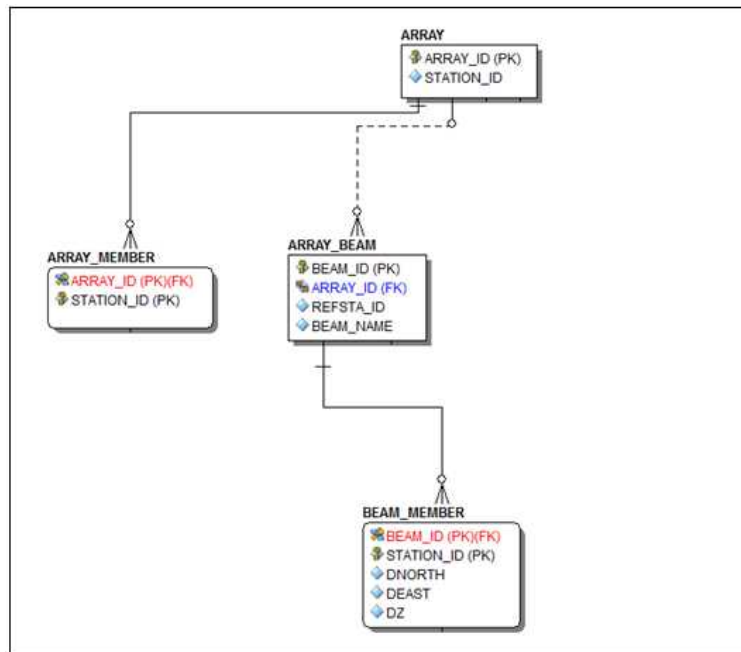 ARRAY
ARRAY_ID (PK)
STATION_ID
ARRAY_MEMBER
ARRAY_ID (PK)(FK)
STATION_ID (PK)
ARRAY_BEAM
BEAM_ID (PK)
ARRAY_ID (FK)
REFSTA_ID
BEAM_NAME
BEAM_MEMBER
BEAM_ID (PK)(FK)
STATION_ID (PK)
DNORTH
DEAST
DZ